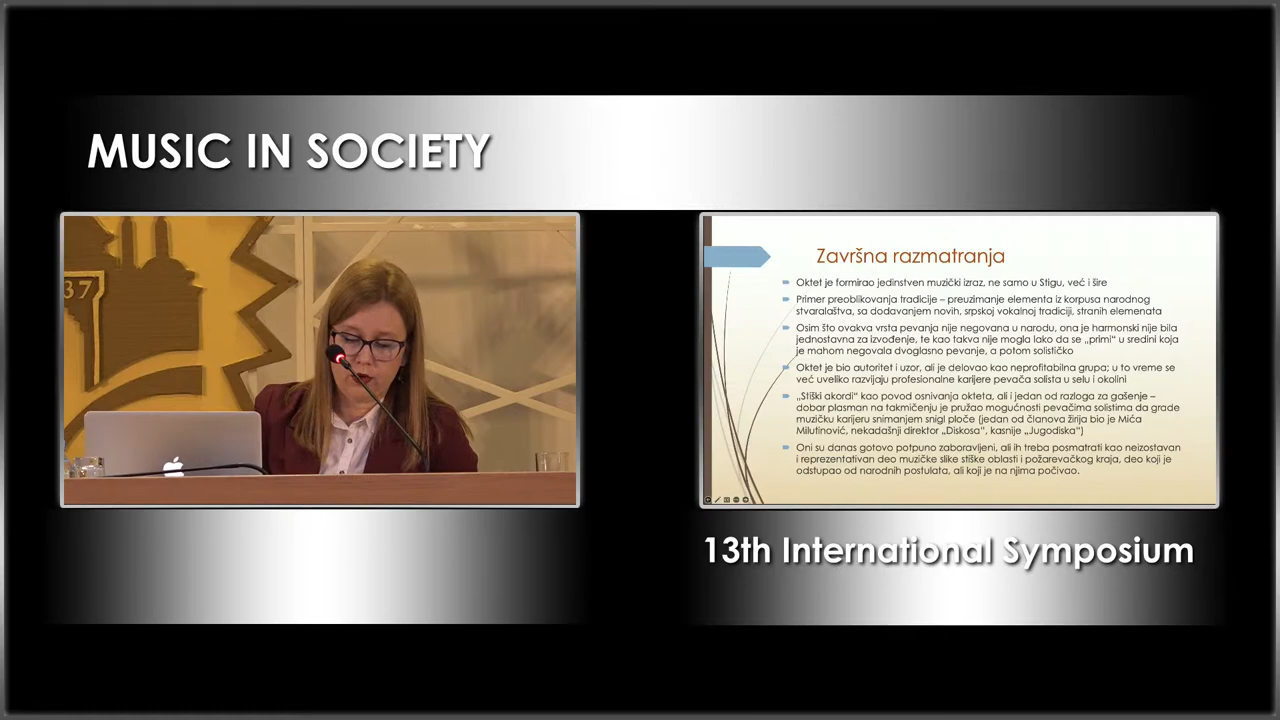 MUSIC IN SOCIETY
37
Završna razmatranja
Oktet je formirao jedinstven muzički izraz, ne samo u Stigu, već i šire
Primer preoblikovanja tradicije – preuzimanje elementa iz korpusa narodnog
stvaralaštva, sa dodavanjem novih, srpskoj vokalnoj tradiciji, stranih elemenata
Osim što ovakva vrsta pevanja nije negovana u narodu, ona je harmonski nije bila
jednostavna za izvođenje, te kao takva nije mogla lako da se „primi“ u sredini koja
je mahom negovala dvoglasno pevanje, a potom solističko
Oktet je bio autoritet i uzor, ali je delovao kao neprofitabilna grupa; u to vreme se
već uveliko razvijaju profesionalne karijere pevača solista u selu i okolini
„Stiški akordi“ kao povod osnivanja okteta, ali i jedan od razloga za gašenje –
dobar plasman na takmičenju je pružao mogućnosti pevačima solistima da grade
muzičku karijeru snimanjem snigl ploče (jedan od članova žirija bio je Mića
Milutinović, nekadašnji direktor „Diskosa“, kasnije „Jugodiska“)
Oni su danas gotovo potpuno zaboravljeni, ali ih treba posmatrati kao neizostavan
i reprezentativan deo muzičke slike stiške oblasti i požarevačkog kraja, deo koji je
odstupao od narodnih postulata, ali koji je na njima počivao.
13th International Symposium